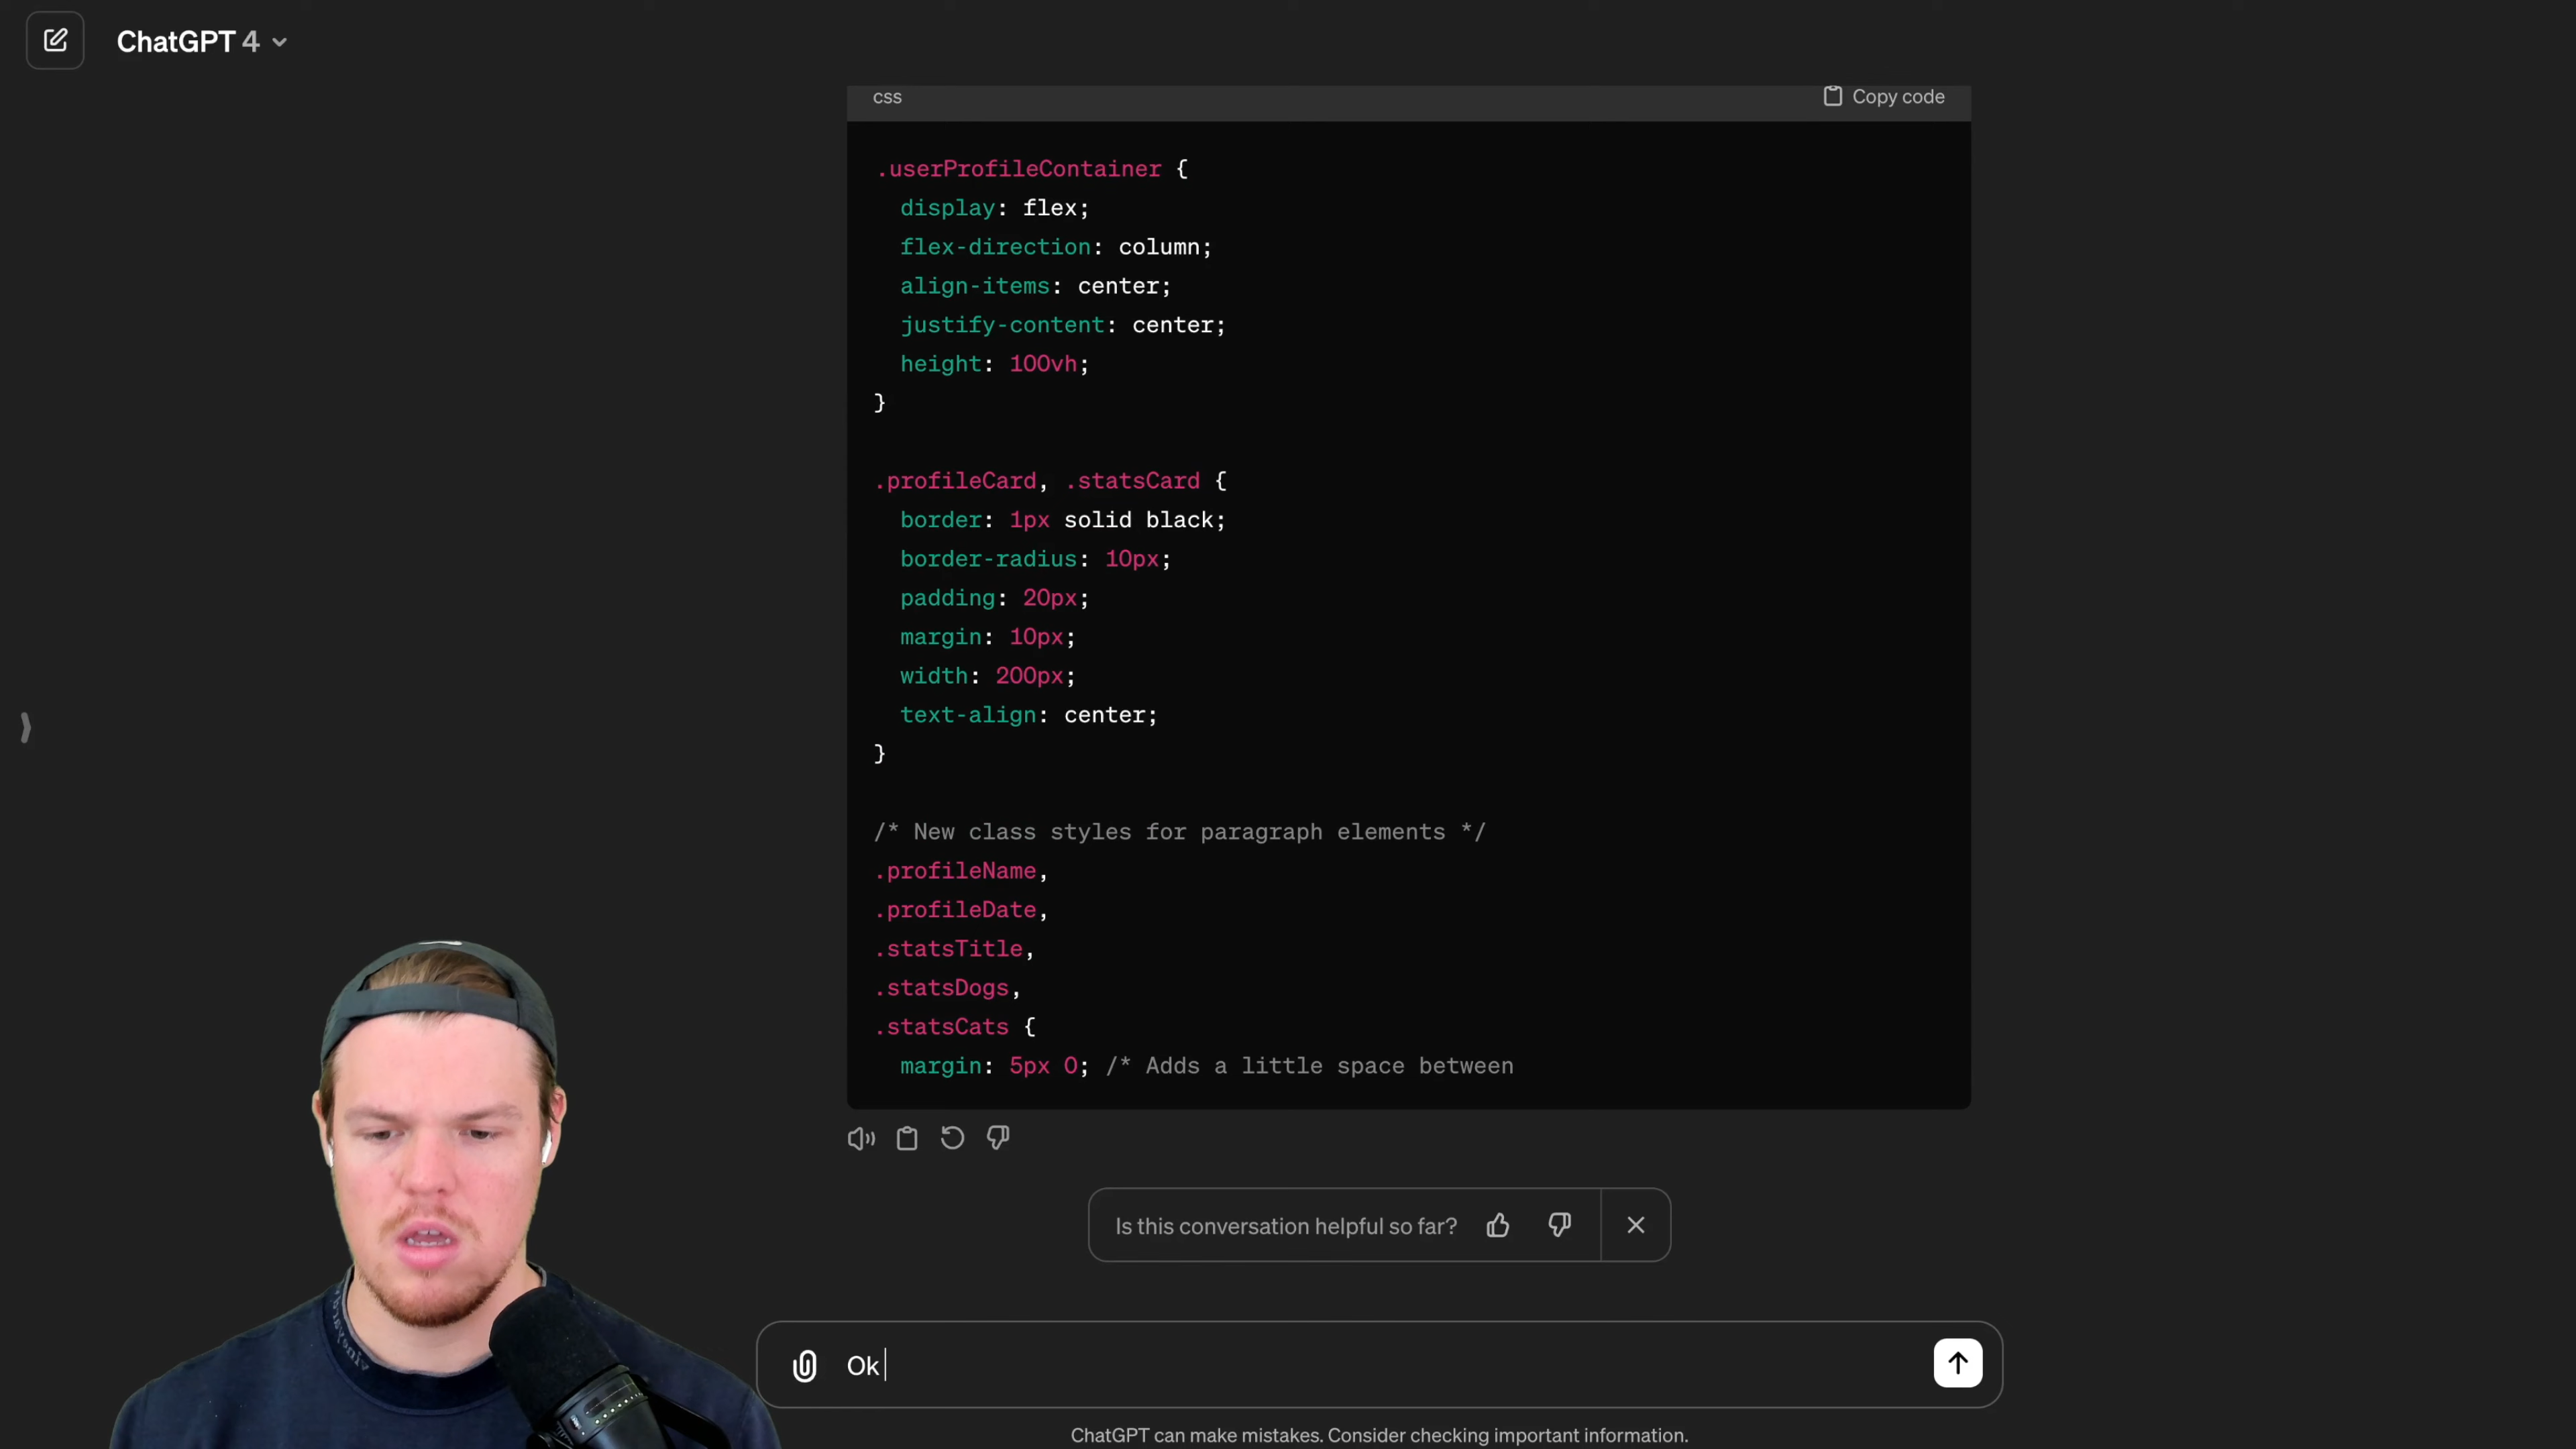 ChatGPT 4
css
Copy code
.userProfileContainer {
display: flex;
flex-direction: column;
align-items: center;
justify-content: center;
height: 100vh;
}
.profileCard, .statsCard {
border: 1px solid black;
border-radius: 10px;
padding: 20px;
margin: 10px;
width: 200px;
text-align: center;
}
/* New class styles for paragraph elements */
.profileName,
.profileDate,
.statsTitle,
.statsDogs,
.statsCats {
margin: 5px 0; /* Adds a little space between
Is this conversation helpful so far?
Ok
ChatGPT can make mistakes. Consider checking important information.